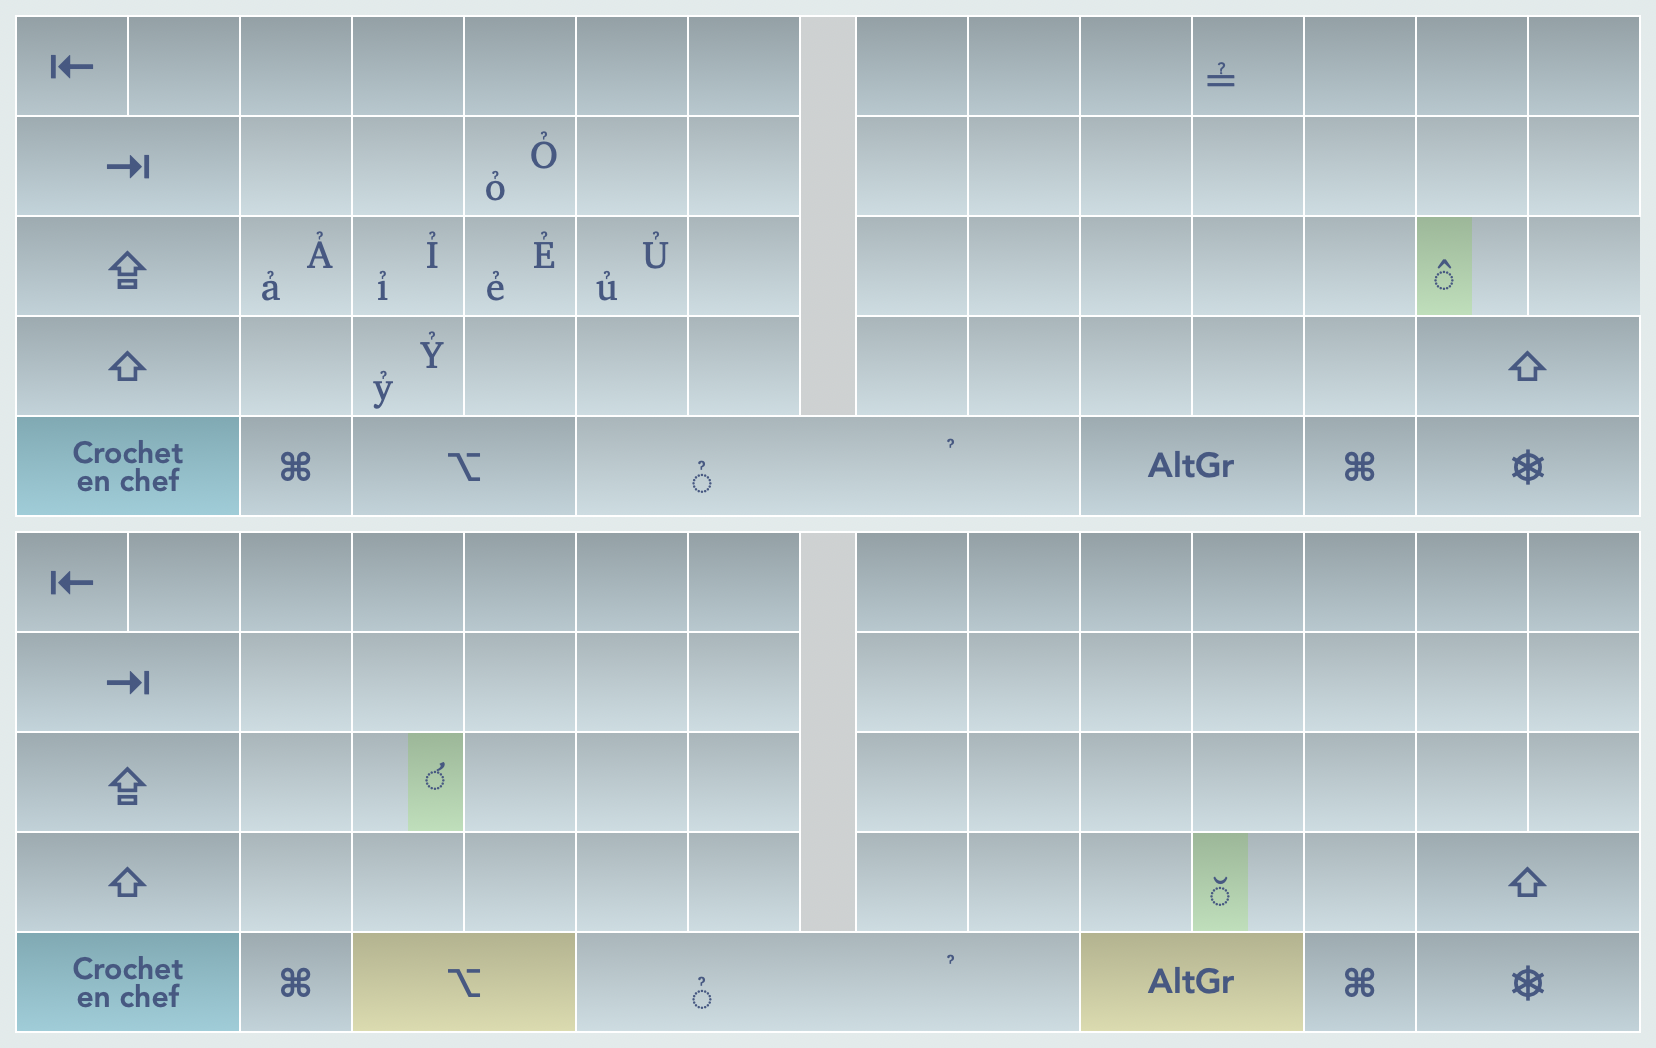 ⇤ ≟
⇥ ỏ Ỏ
ả Ả ỉ Ỉ ẻ Ẻ ủ Ủ ◌̂
ỷ Ỷ
Crochet
en chef ⌘ ⌥ ◌̉ ̉ AltGr ⌘
⇤
⇥
◌̛
◌̆
Crochet
en chef ⌘ ⌥ ◌̉ ̉ AltGr ⌘